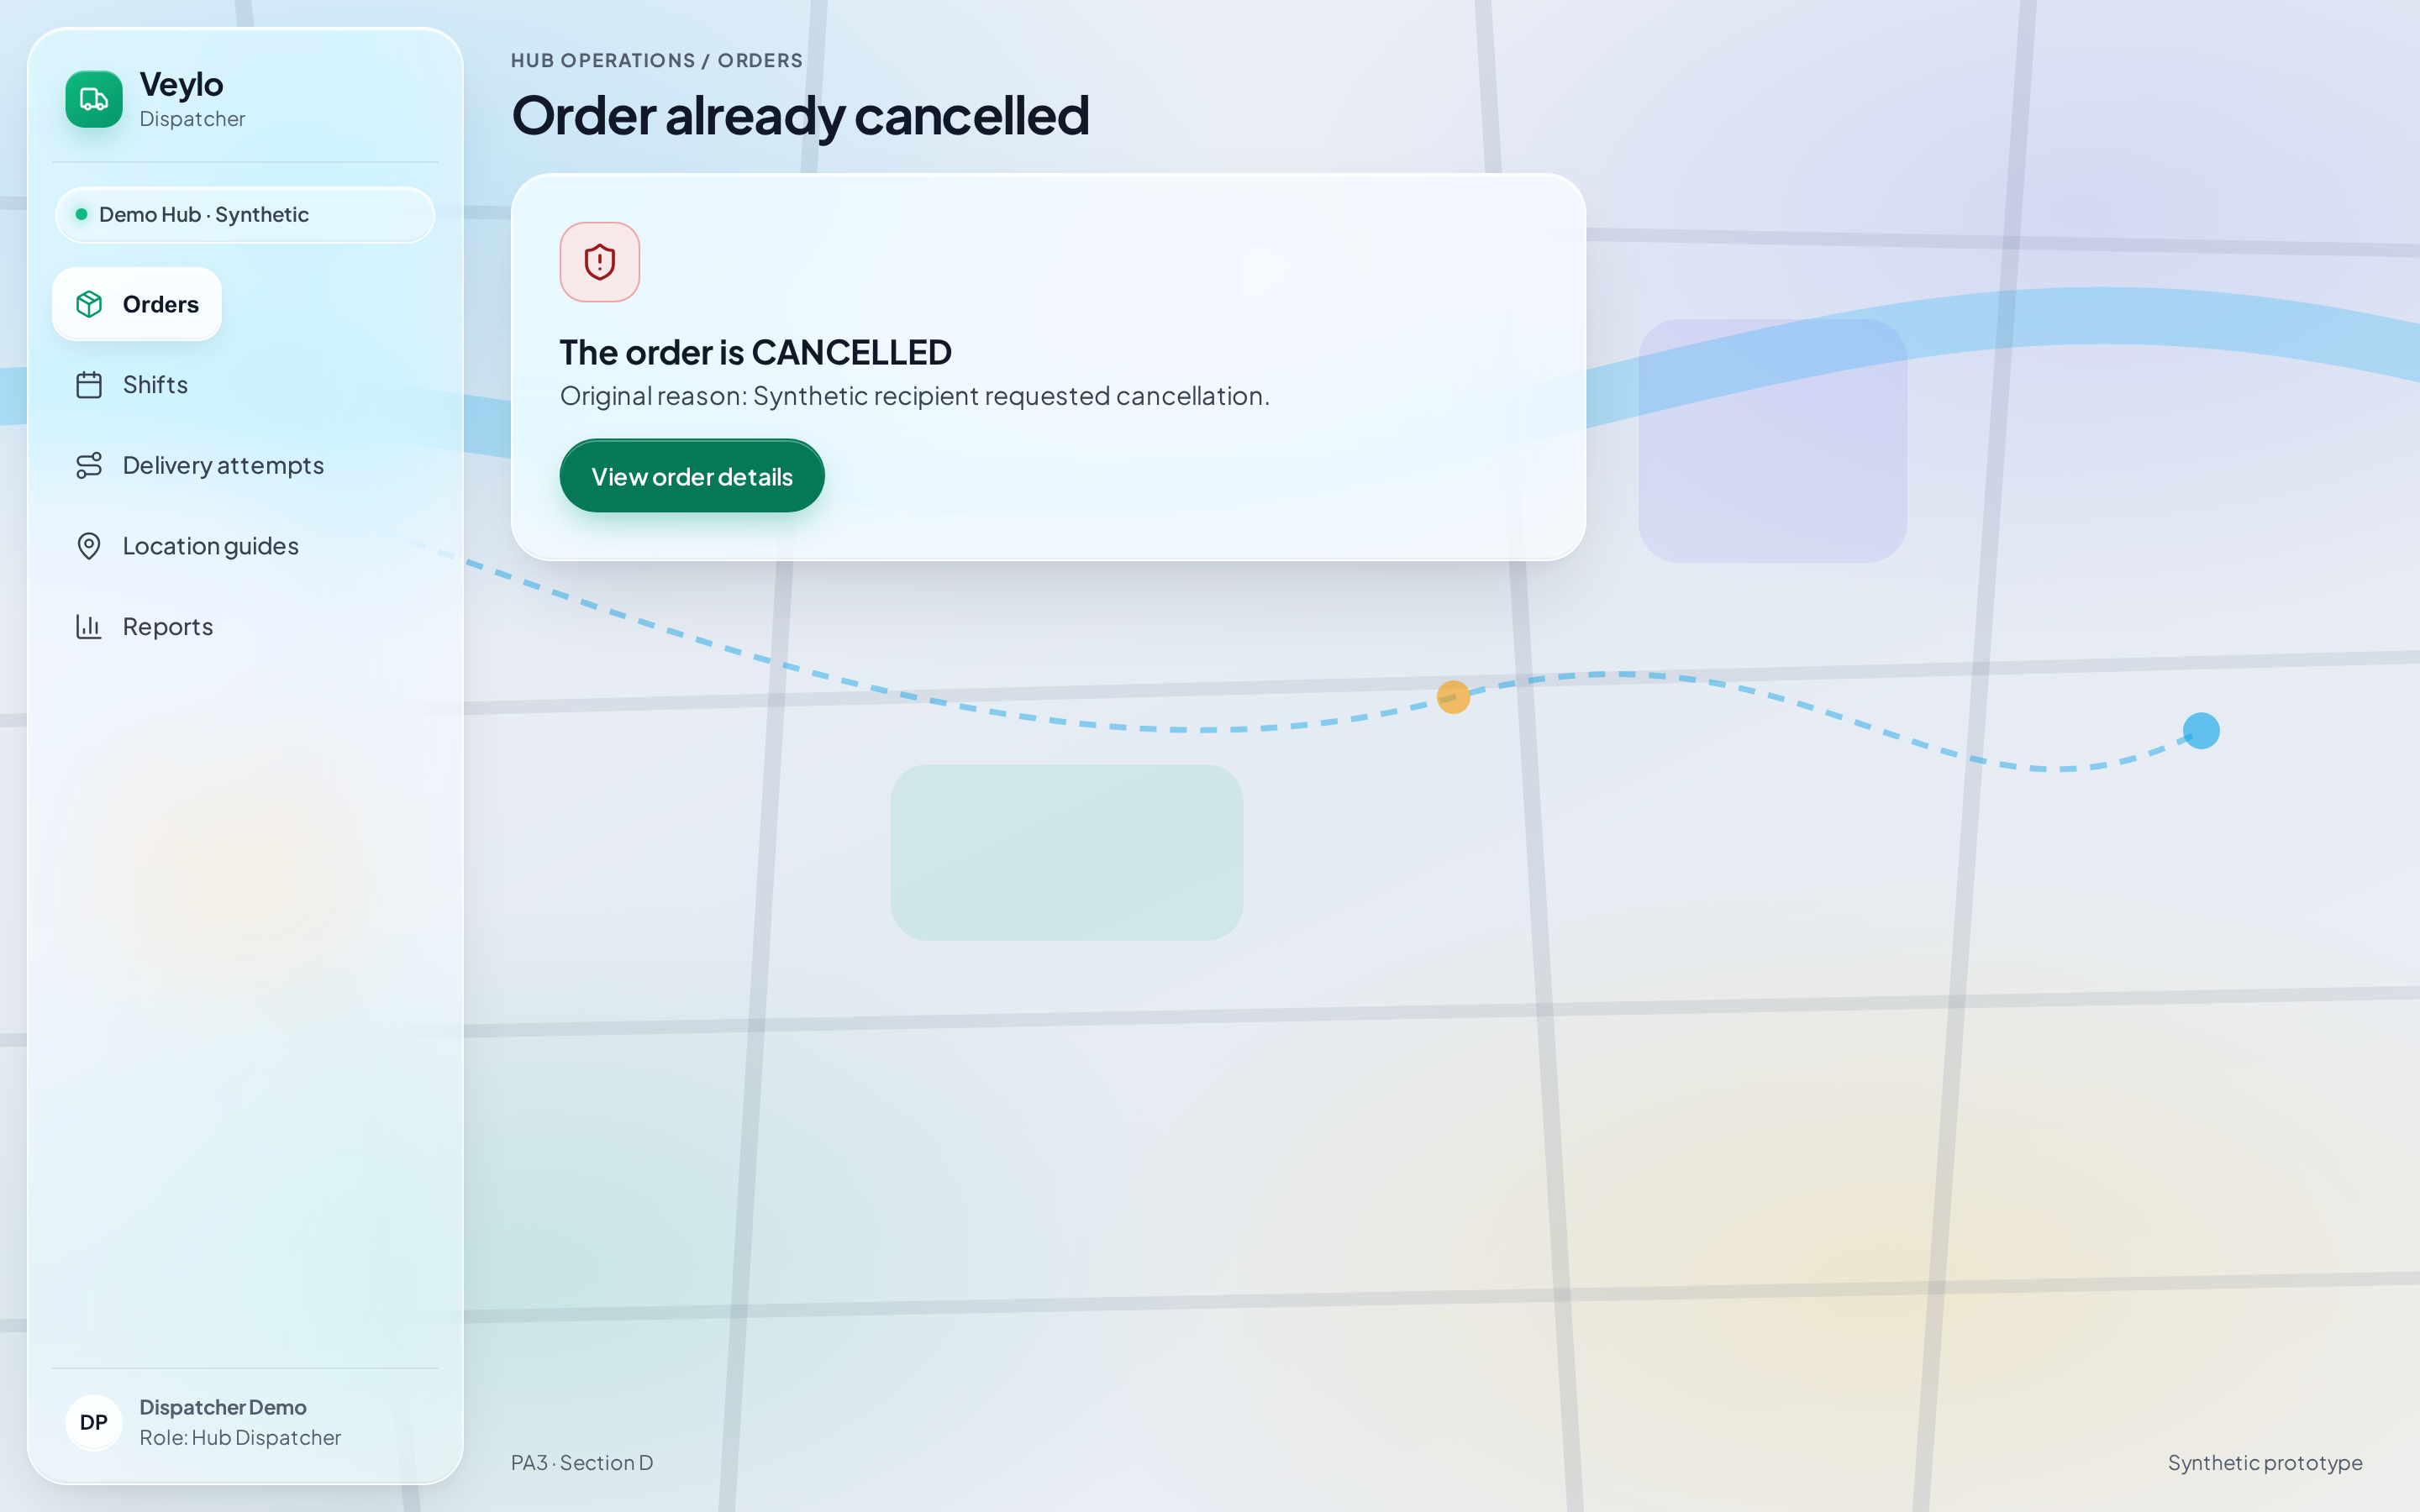 Veylo
Dispatcher
Demo Hub · Synthetic
Orders
Shifts
Delivery attempts
Location guides
Reports
DP
Dispatcher Demo
Role: Hub Dispatcher
HUB OPERATIONS / ORDERS
Order already cancelled
The order is CANCELLED
Original reason: Synthetic recipient requested cancellation.
View order details
PA3 · Section D
Synthetic prototype